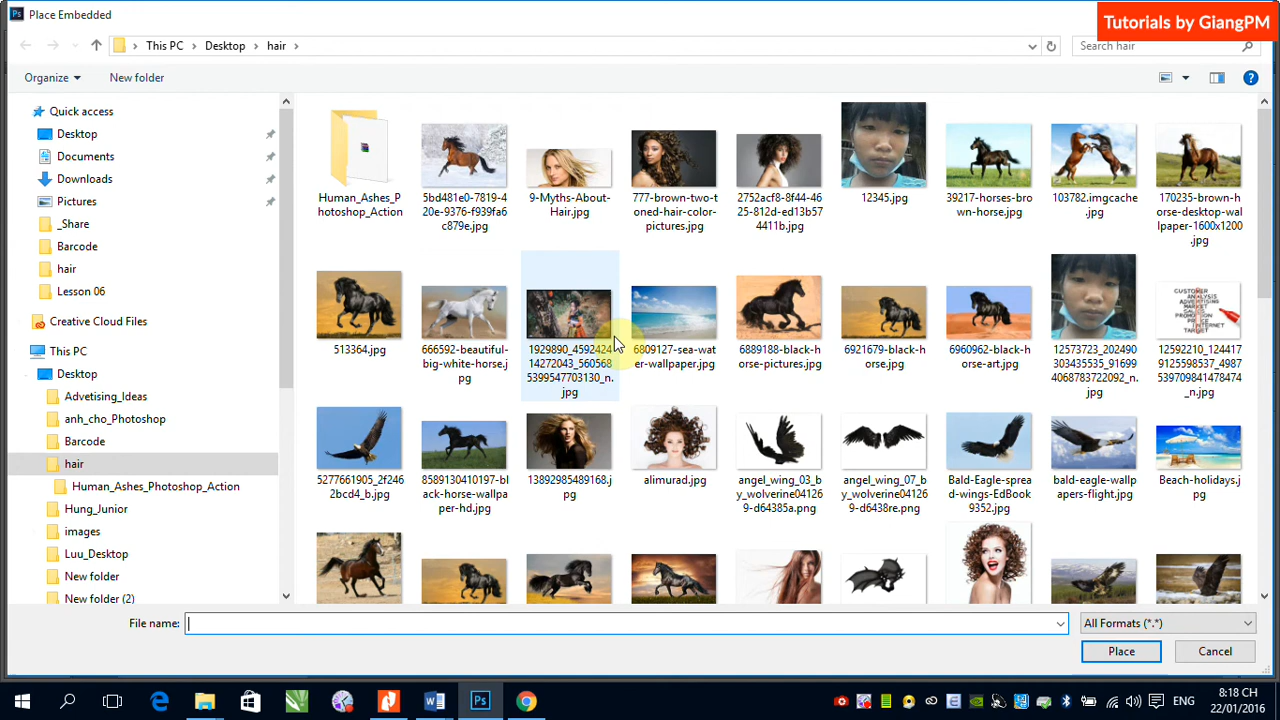 Place Embedded
Tutorials by GiangPM
This PC
Desktop
hair
Search hair
Organize
New folder
Quick access
Desktop
Documents
Downloads
Pictures
_Share
Barcode
hair
Lesson 06
Creative Cloud Files
This PC
Desktop
Advetising_Ideas
anh_cho_Photoshop
Barcode
hair
Human_Ashes_Photoshop_Action
Hung_Junior
images
Luu_Desktop
New folder
New folder (2)
Human_Ashes_P
hotoshop_Action
5bd481e0-7819-4
20e-9376-f939fa6
c879e.jpg
9-Myths-About-
Hair.jpg
777-brown-two-t
oned-hair-color-
pictures.jpg
2752acf8-8f44-46
25-812d-ed13b57
4411b.jpg
12345.jpg
39217-horses-bro
wn-horse.jpg
103782.imgcache
.jpg
170235-brown-h
orse-desktop-wal
lpaper-1600x1200
.jpg
513364.jpg
666592-beautiful-
big-white-horse.j
pg
1929890_4592424
14272043_560568
5399547703130_n.
jpg
6809127-sea-wat
er-wallpaper.jpg
6889188-black-h
orse-pictures.jpg
6921679-black-h
orse.jpg
6960962-black-h
orse-art.jpg
12573723_202490
303435535_91699
4068783722092_n.
jpg
CUSTOMER
ANALYSIS
ADVERTISING
MARKET
SALES
PROMOTION
PRICE
INTERNET
TARGET
12592210_124417
9125598537_4987
539709841478474
_n.jpg
5277661905_2f246
2bcd4_b.jpg
8589130410197-bl
ack-horse-wallpa
per-hd.jpg
13892985489168.j
pg
alimurad.jpg
angel_wing_03_b
y_wolverine04126
9-d64385a.png
angel_wing_07_b
y_wolverine04126
9-d6438re.png
Bald-Eagle-sprea
d-wings-EdBook
9352.jpg
bald-eagle-wallp
apers-flight.jpg
Beach-holidays.j
pg
File name:
All Formats (*.*)
Place
Cancel
ENG
8:18 CH
22/01/2016